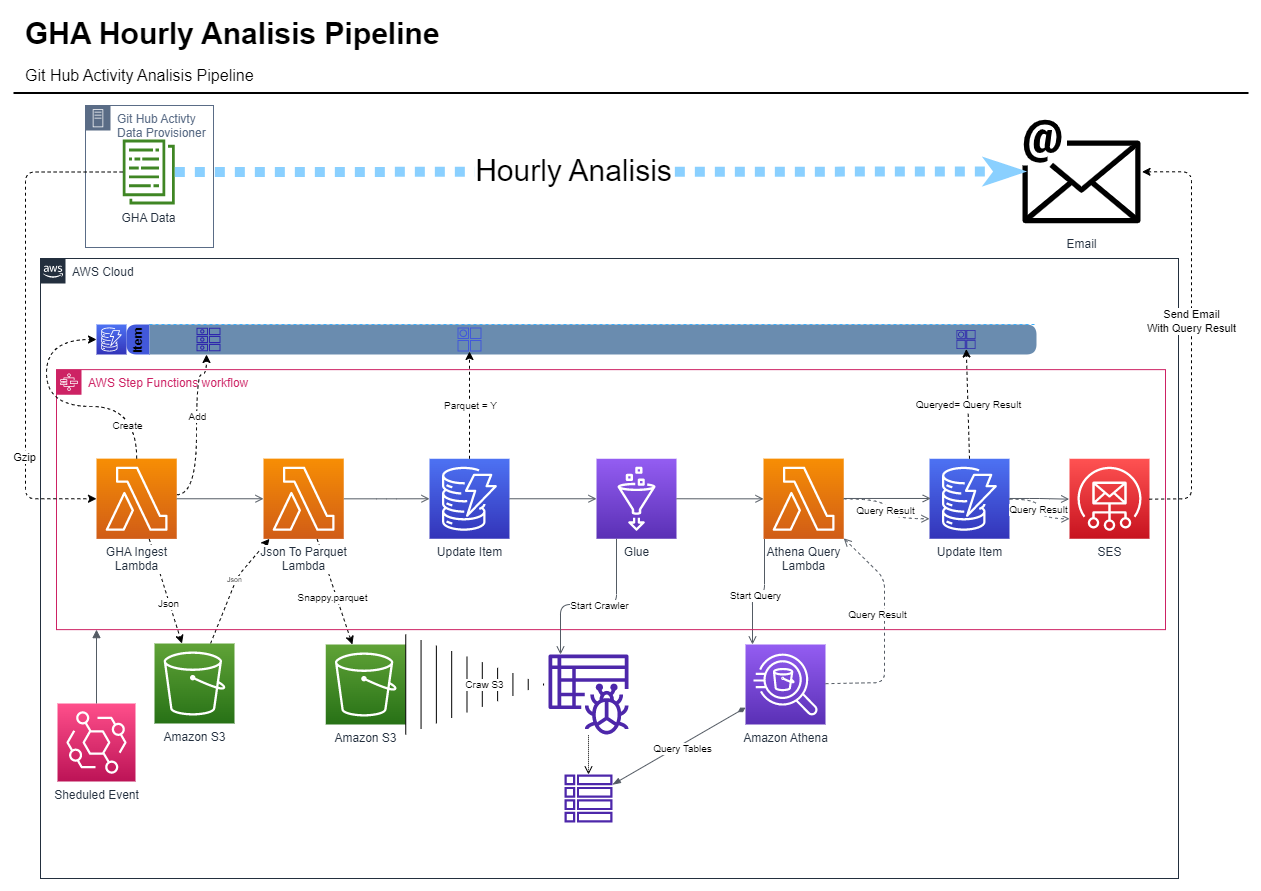 GHA Hourly Analisis Pipeline
Git Hub Activity Analisis Pipeline
Git Hub Activty
Data Provisioner
GHA Data
Hourly Analisis
@
Email
aws
AWS Cloud
Send Email
With Query Result
Item
AWS Step Functions workflow
Create
Add
Parquet = Y
Queryed= Query Result
Gzip
Query Result
Query Result
GHA Ingest
Lambda
Json To Parquet
Lambda
Update Item
Glue
Athena Query
Lambda
Update Item
SES
Json
Json
Snappy.parquet
Start Crawler
Start Query
Query Result
Craw S3
Amazon S3
Amazon S3
Amazon Athena
Query Tables
Sheduled Event